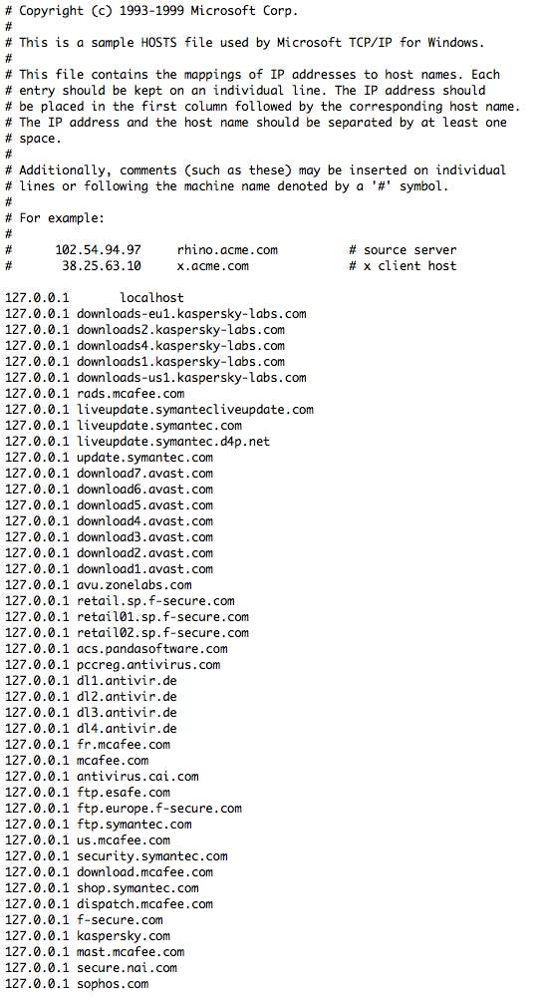 # Copyright (c) 1993-1999 Microsoft Corp.
#
# This is a sample HOSTS file used by Microsoft TCP/IP for Windows.
#
# This file contains the mappings of IP addresses to host names. Each
# entry should be kept on an individual line. The IP address should
# be placed in the first column followed by the corresponding host name.
# The IP address and the host name should be separated by at least one
# space.
#
# Additionally, comments (such as these) may be inserted on individual
# lines or following the machine name denoted by a '#' symbol.
#
# For example:
#
#      102.54.94.97     rhino.acme.com          # source server
#       38.25.63.10     x.acme.com              # x client host

127.0.0.1       localhost
127.0.0.1 downloads-eu1.kaspersky-labs.com
127.0.0.1 downloads2.kaspersky-labs.com
127.0.0.1 downloads4.kaspersky-labs.com
127.0.0.1 downloads1.kaspersky-labs.com
127.0.0.1 downloads-us1.kaspersky-labs.com
127.0.0.1 rads.mcafee.com
127.0.0.1 liveupdate.symantecliveupdate.com
127.0.0.1 liveupdate.symantec.com
127.0.0.1 liveupdate.symantec.d4p.net
127.0.0.1 update.symantec.com
127.0.0.1 download7.avast.com
127.0.0.1 download6.avast.com
127.0.0.1 download5.avast.com
127.0.0.1 download4.avast.com
127.0.0.1 download3.avast.com
127.0.0.1 download2.avast.com
127.0.0.1 download1.avast.com
127.0.0.1 avu.zonelabs.com
127.0.0.1 retail.sp.f-secure.com
127.0.0.1 retail01.sp.f-secure.com
127.0.0.1 retail02.sp.f-secure.com
127.0.0.1 acs.pandasoftware.com
127.0.0.1 pccreg.antivirus.com
127.0.0.1 dl1.antivir.de
127.0.0.1 dl2.antivir.de
127.0.0.1 dl3.antivir.de
127.0.0.1 dl4.antivir.de
127.0.0.1 fr.mcafee.com
127.0.0.1 mcafee.com
127.0.0.1 antivirus.cai.com
127.0.0.1 ftp.esafe.com
127.0.0.1 ftp.europe.f-secure.com
127.0.0.1 ftp.symantec.com
127.0.0.1 us.mcafee.com
127.0.0.1 security.symantec.com
127.0.0.1 download.mcafee.com
127.0.0.1 shop.symantec.com
127.0.0.1 dispatch.mcafee.com
127.0.0.1 f-secure.com
127.0.0.1 kaspersky.com
127.0.0.1 mast.mcafee.com
127.0.0.1 secure.nai.com
127.0.0.1 sophos.com